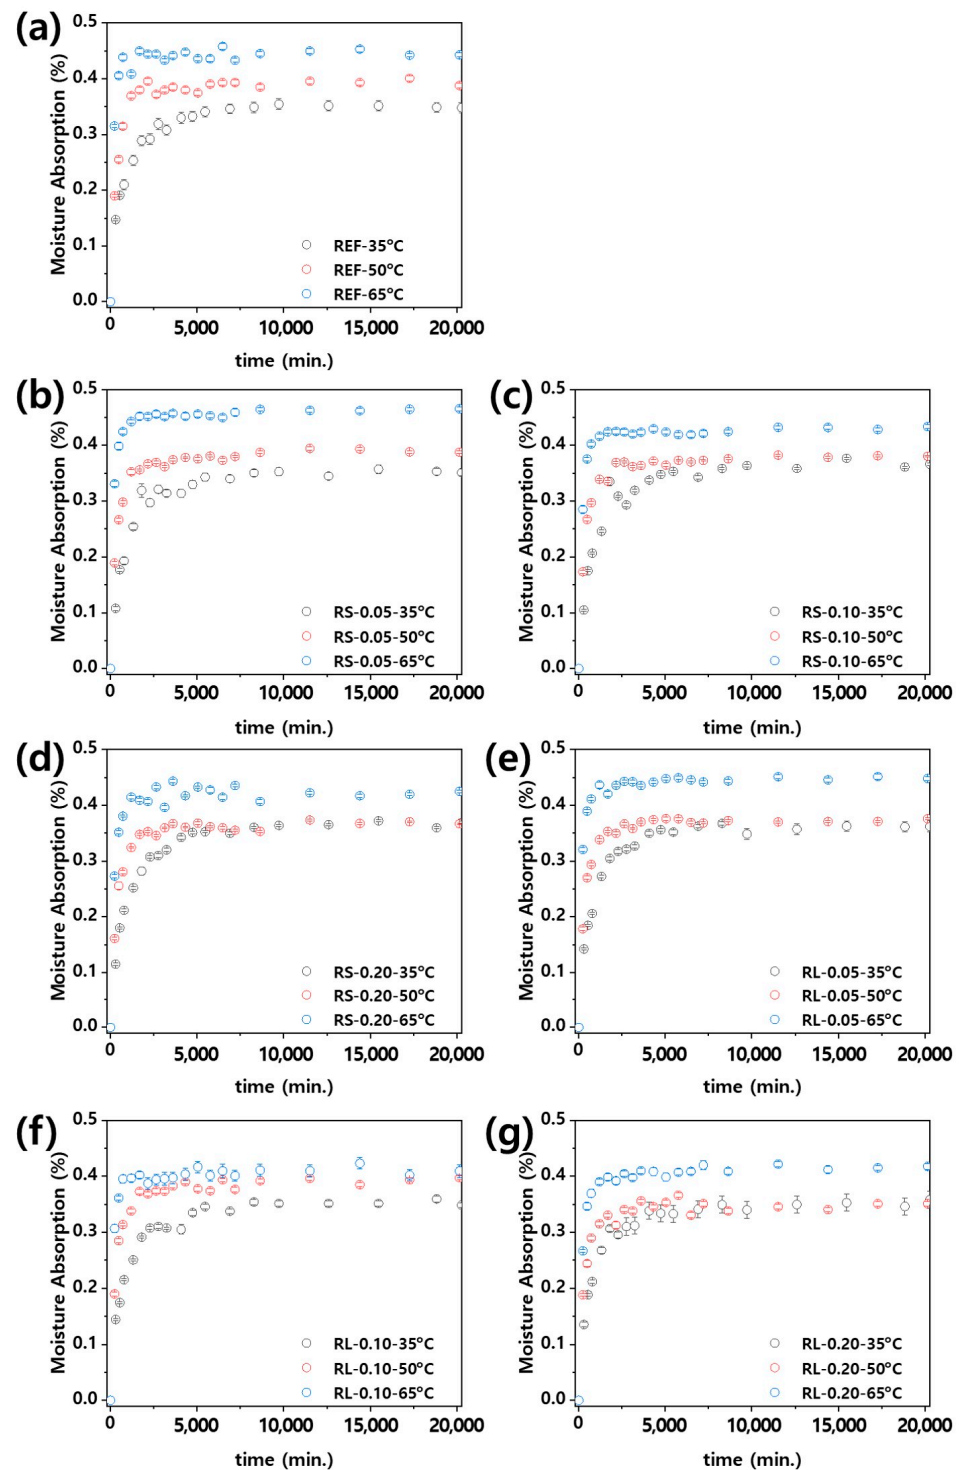 (a)
Moisture Absorption (%)
0.5
0.4
0.3
0.2
0.1
0.0
REF-35°C
REF-50°C
REF-65°C
0 5,000 10,000 15,000 20,000
time (min.)
(b)
Moisture Absorption (%)
0.5
0.4
0.3
0.2
0.1
0.0
RS-0.05-35°C
RS-0.05-50°C
RS-0.05-65°C
0 5,000 10,000 15,000 20,000
time (min.)
(c)
Moisture Absorption (%)
0.5
0.4
0.3
0.2
0.1
0.0
RS-0.10-35°C
RS-0.10-50°C
RS-0.10-65°C
0 5,000 10,000 15,000 20,000
time (min.)
(d)
Moisture Absorption (%)
0.5
0.4
0.3
0.2
0.1
0.0
RS-0.20-35°C
RS-0.20-50°C
RS-0.20-65°C
0 5,000 10,000 15,000 20,000
time (min.)
(e)
Moisture Absorption (%)
0.5
0.4
0.3
0.2
0.1
0.0
RL-0.05-35°C
RL-0.05-50°C
RL-0.05-65°C
0 5,000 10,000 15,000 20,000
time (min.)
(f)
Moisture Absorption (%)
0.5
0.4
0.3
0.2
0.1
0.0
RL-0.10-35°C
RL-0.10-50°C
RL-0.10-65°C
0 5,000 10,000 15,000 20,000
time (min.)
(g)
Moisture Absorption (%)
0.5
0.4
0.3
0.2
0.1
0.0
RL-0.20-35°C
RL-0.20-50°C
RL-0.20-65°C
0 5,000 10,000 15,000 20,000
time (min.)